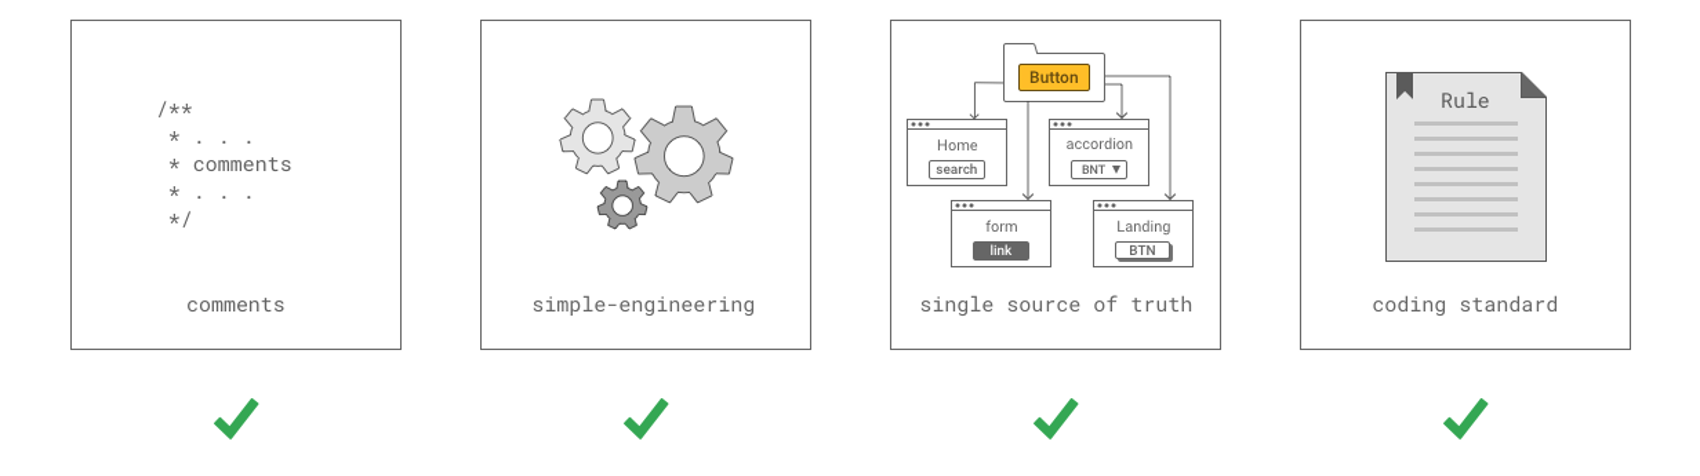 /**
* . . .
* comments
* . . .
*/
comments
simple-engineering
Button
Home
search
accordion
BNT ▼
form
link
Landing
BTN
single source of truth
Rule
coding standard